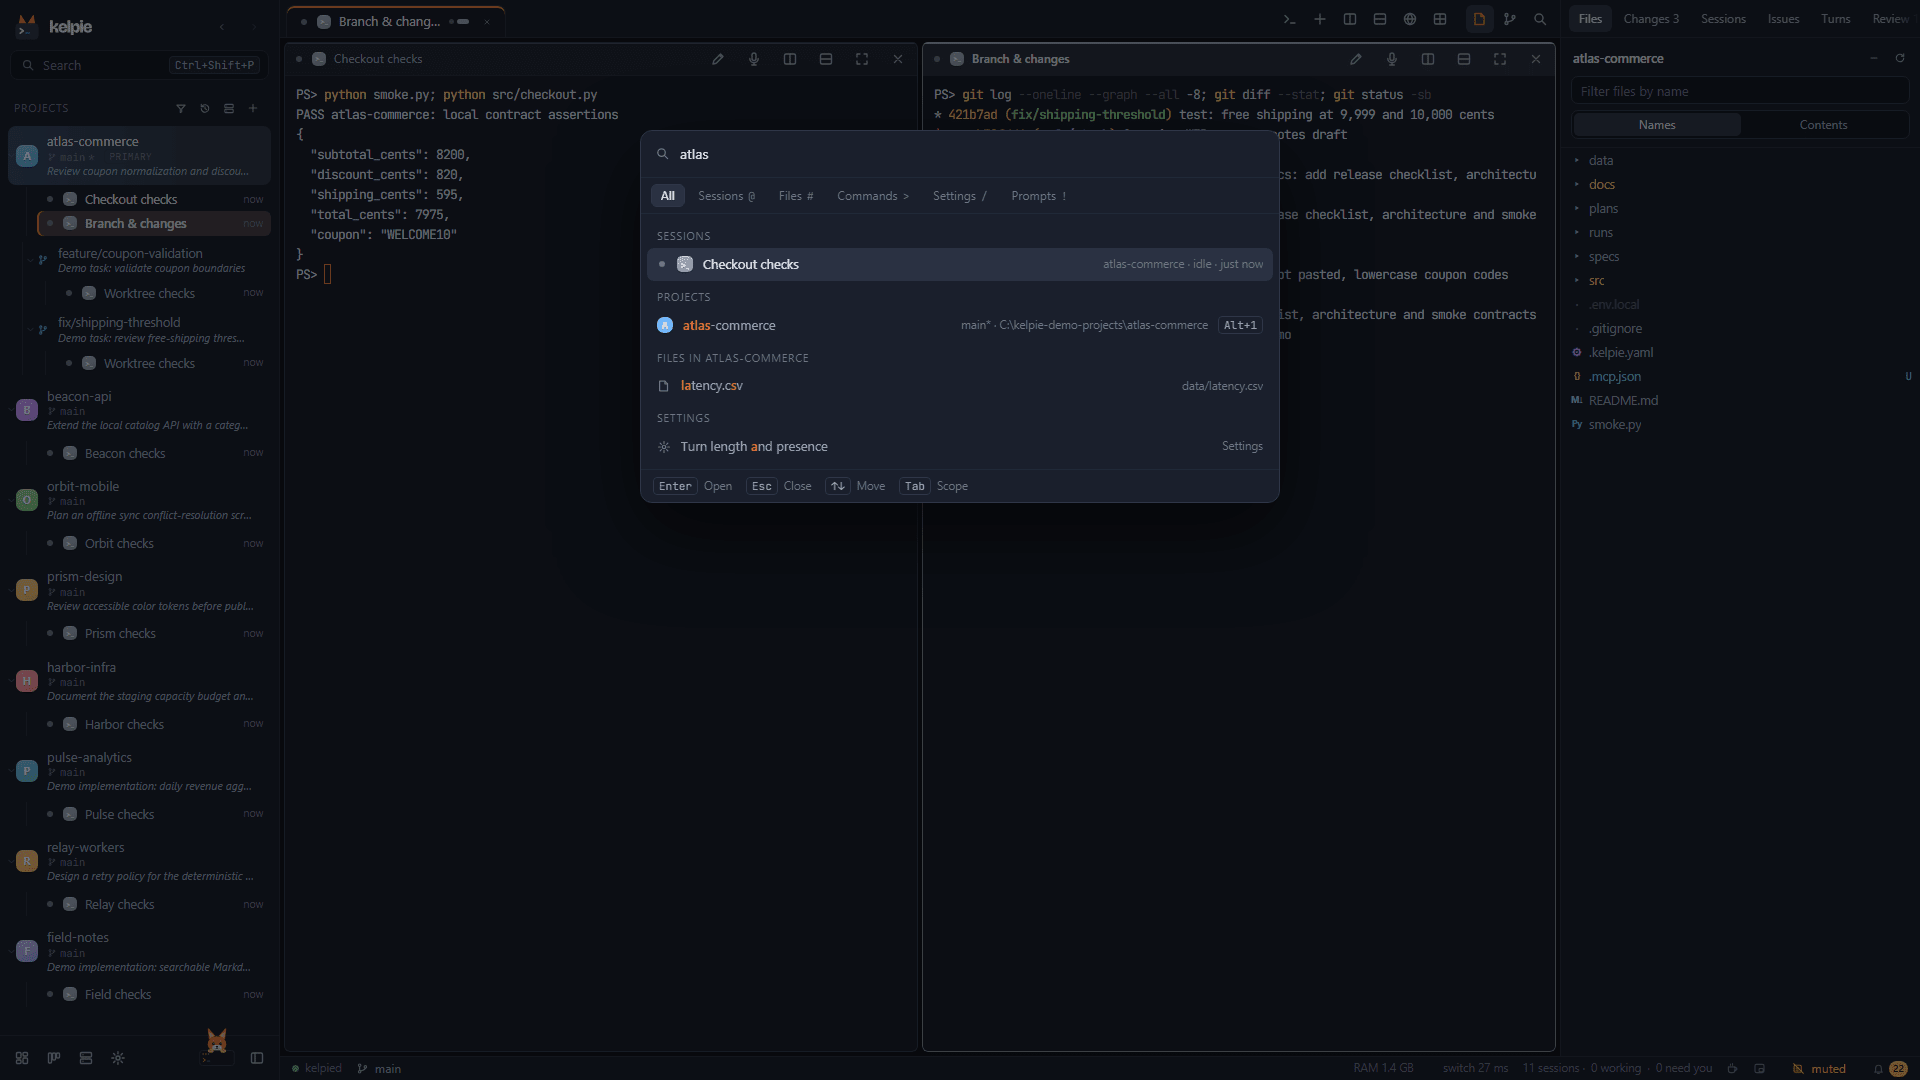 kelpie
Search Ctrl+Shift+P
PROJECTS
A atlas-commerce
main* PRIMARY
Review coupon normalization and discou...
Checkout checks now
Branch & changes now
feature/coupon-validation
Demo task: validate coupon boundaries
Worktree checks now
fix/shipping-threshold
Demo task: review free-shipping thres...
Worktree checks now
B beacon-api
main
Extend the local catalog API with a categ...
Beacon checks now
O orbit-mobile
main
Plan an offline sync conflict-resolution scr...
Orbit checks now
P prism-design
main
Review accessible color tokens before publ...
Prism checks now
H harbor-infra
main
Document the staging capacity budget an...
Harbor checks now
P pulse-analytics
main
Demo implementation: daily revenue agg...
Pulse checks now
R relay-workers
main
Design a retry policy for the deterministic ...
Relay checks now
F field-notes
main
Demo implementation: searchable Markd...
Field checks now
Branch & chang...
Checkout checks
PS> python smoke.py; python src/checkout.py
PASS atlas-commerce: local contract assertions
{
"subtotal_cents": 8200,
"discount_cents": 820,
"shipping_cents": 595,
"total_cents": 7975,
"coupon": "WELCOME10"
}
PS>
Branch & changes
PS> git log --oneline --graph --all -8; git diff --stat; git status -sb
* 421b7ad (fix/shipping-threshold) test: free shipping at 9,999 and 10,000 cents
notes draft
cs: add release checklist, architectu
ase checklist, architecture and smoke
ot pasted, lowercase coupon codes
ist, architecture and smoke contracts
mo
atlas
All Sessions @ Files # Commands > Settings / Prompts !
SESSIONS
Checkout checks atlas-commerce · idle · just now
PROJECTS
A atlas-commerce main* · C:\kelpie-demo-projects\atlas-commerce Alt+1
FILES IN ATLAS-COMMERCE
latency.csv data/latency.csv
SETTINGS
Turn length and presence Settings
Enter Open Esc Close ↑↓ Move Tab Scope
Files Changes 3 Sessions Issues Turns Review
atlas-commerce
Filter files by name
Names Contents
data
docs
plans
runs
specs
src
.env.local
.gitignore
.kelpie.yaml
{} .mcp.json U
M↓ README.md
Py smoke.py
kelpied main
RAM 1.4 GB switch 27 ms 11 sessions · 0 working · 0 need you muted 22